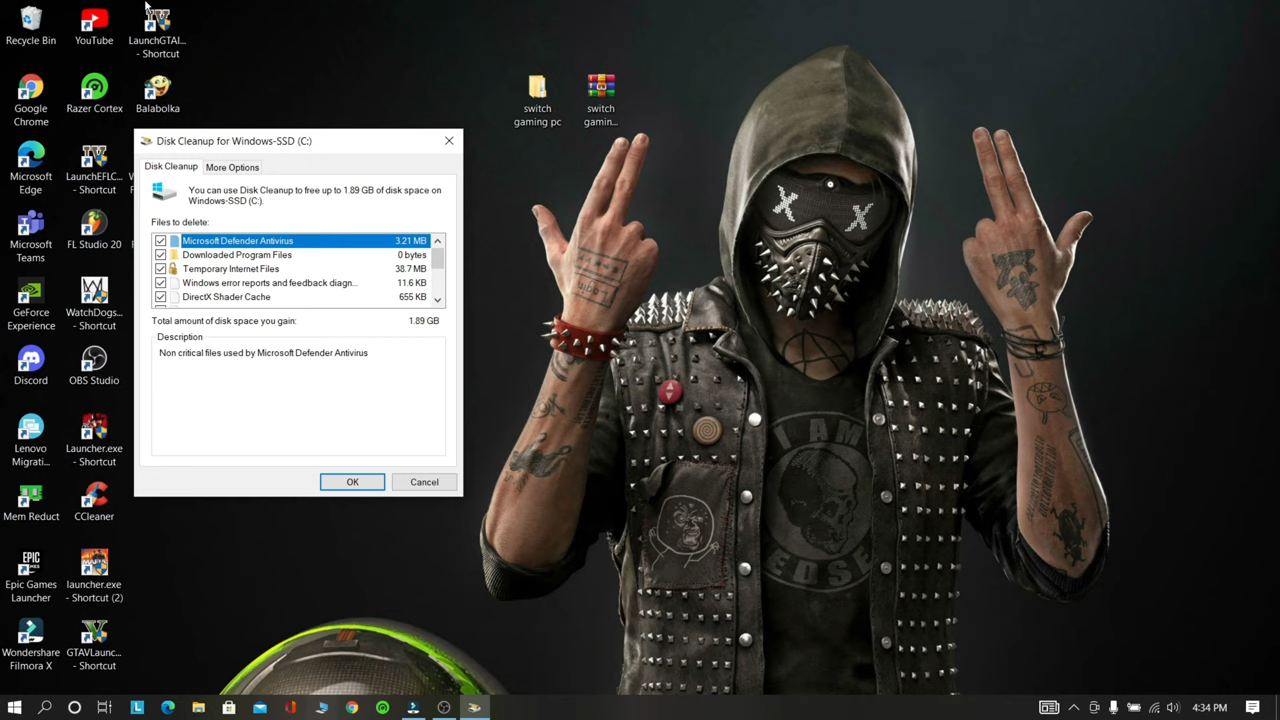 Recycle Bin
YouTube
LaunchGTAI...
- Shortcut
Google
Chrome
Razer Cortex
Balabolka
Microsoft
Edge
LaunchEFLC...
- Shortcut
Microsoft
Teams
FL Studio 20
GeForce
Experience
WatchDogs...
- Shortcut
Discord
OBS Studio
Lenovo
Migrati...
Launcher.exe
- Shortcut
Mem Reduct
CCleaner
Epic Games
Launcher
launcher.exe
- Shortcut (2)
Wondershare
Filmora X
GTAVLaunc...
- Shortcut
switch
gaming pc
switch
gamin...
Disk Cleanup for Windows-SSD (C:)
Disk Cleanup
More Options
You can use Disk Cleanup to free up to 1.89 GB of disk space on
Windows-SSD (C:).
Files to delete:
Microsoft Defender Antivirus 3.21 MB
Downloaded Program Files 0 bytes
Temporary Internet Files 38.7 MB
Windows error reports and feedback diagn... 11.6 KB
DirectX Shader Cache 655 KB
Total amount of disk space you gain: 1.89 GB
Description
Non critical files used by Microsoft Defender Antivirus
OK
Cancel
I AM
EDSE
4:34 PM